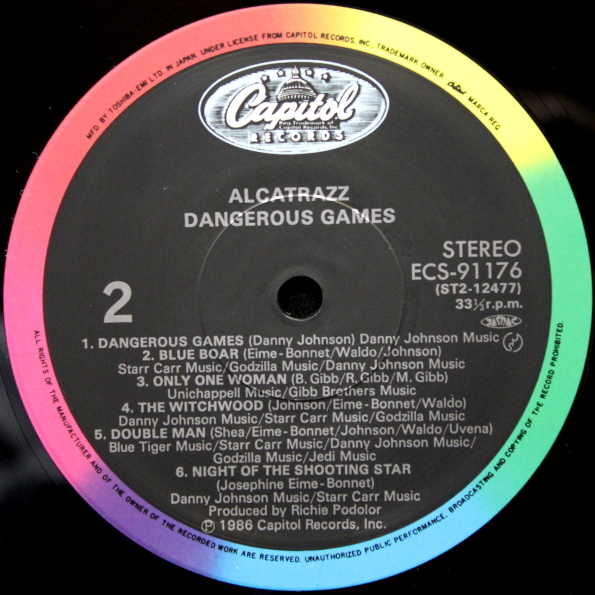 MFD. BY TOSHIBA-EMI LTD. IN JAPAN. UNDER LICENSE FROM CAPITOL RECORDS, INC., TRADEMARK OWNER. Capitol MARCA REG.
Capitol
Reg. Trademark of
Capitol Records, Inc.
RECORDS
ALCATRAZZ
DANGEROUS GAMES
STEREO
ECS-91176
(ST2-12477)
33⅓r.p.m.
2
1. DANGEROUS GAMES (Danny Johnson) Danny Johnson Music
2. BLUE BOAR (Eime-Bonnet/Waldo/Johnson)
Starr Carr Music/Godzilla Music/Danny Johnson Music
3. ONLY ONE WOMAN (B. Gibb/R. Gibb/M. Gibb)
Unichappell Music/Gibb Brothers Music
4. THE WITCHWOOD (Johnson/Eime-Bonnet/Waldo)
Danny Johnson Music/Starr Carr Music/Godzilla Music
5. DOUBLE MAN (Shea/Eime-Bonnet/Johnson/Waldo/Uvena)
Blue Tiger Music/Starr Carr Music/Danny Johnson Music/
Godzilla Music/Jedi Music
6. NIGHT OF THE SHOOTING STAR
(Josephine Eime-Bonnet)
Danny Johnson Music/Starr Carr Music
Produced by Richie Podolor
℗ 1986 Capitol Records, Inc.
ALL RIGHTS OF THE MANUFACTURER AND OF THE OWNER OF THE RECORDED WORK ARE RESERVED. UNAUTHORIZED PUBLIC PERFORMANCE, BROADCASTING AND COPYING OF THE RECORD PROHIBITED.